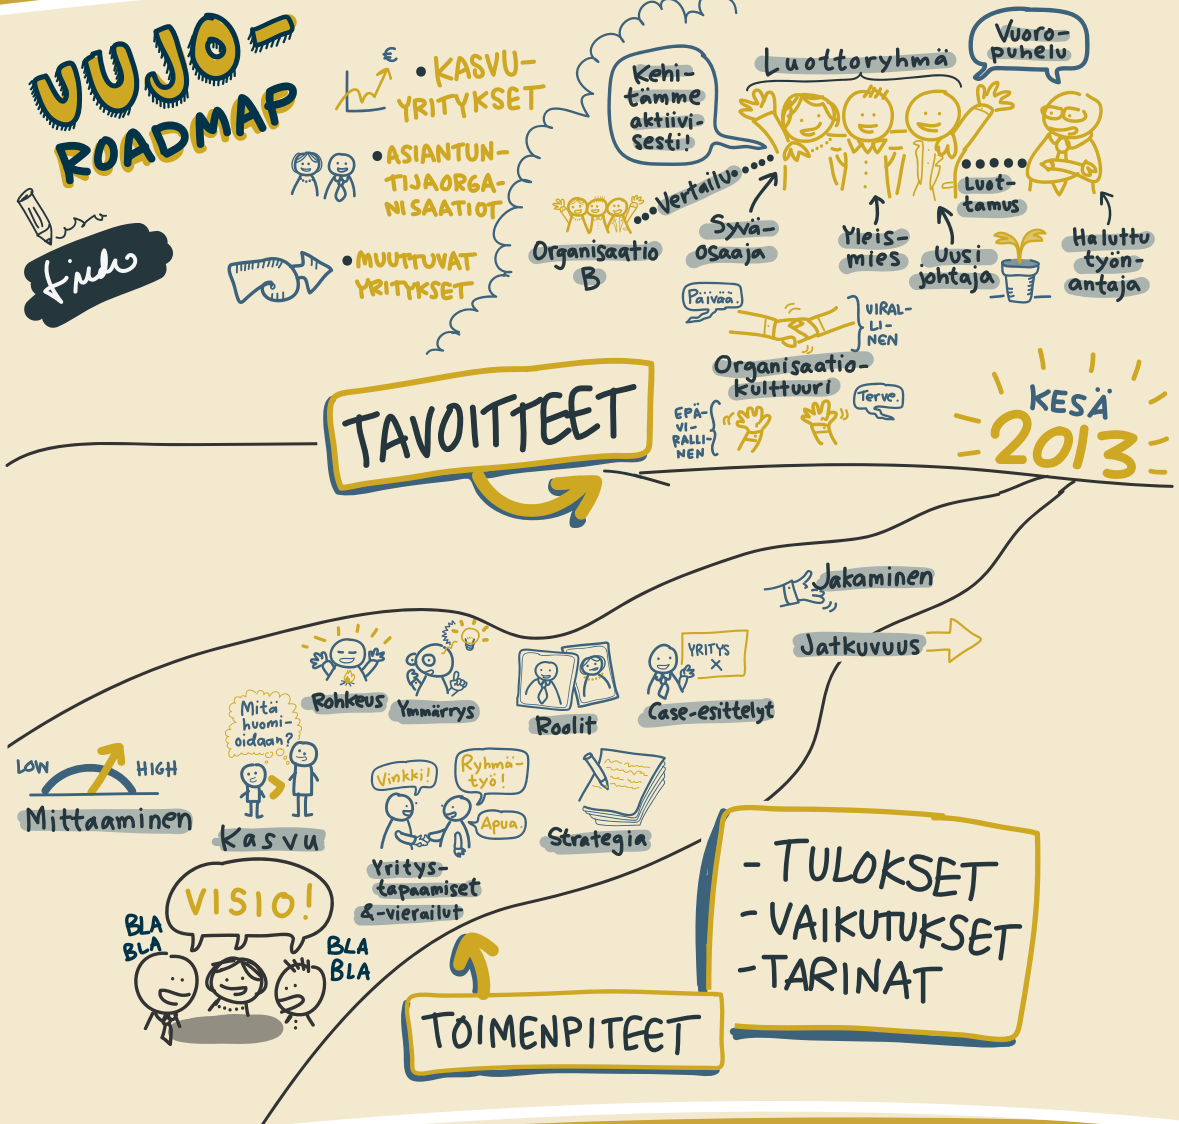 UUJO-
ROADMAP
€
• KASVU-
YRITYKSET
• ASIANTUN-
TIJAORGA-
NISAATIOT
• MUUTTUVAT
YRITYKSET
Kehi-
tämme
aktiivi-
sesti!
Luottoryhmä
Vuoro-
puhelu
Organisaatio
B
Vertailu
Syvä-
osaaja
Yleis-
mies
Uusi
johtaja
Luot-
tamus
Haluttu
työn-
antaja
Päivää.
VIRAL-
LI-
NEN
Organisaatio-
kulttuuri
EPÄ-
VI-
RALLI-
NEN
Terve.
TAVOITTEET
KESÄ
2013
Jakaminen
Jatkuvuus
Rohkeus
Ymmärrys
Roolit
YRITYS
X
Case-esittelyt
LOW
HIGH
Mittaaminen
Mitä
huomi-
oidaan?
Kasvu
Vinkki!
Ryhmä-
työ!
Apua.
Yritys-
tapaamiset
&-vierailut
Strategia
VISIO!
BLA
BLA
BLA
BLA
TOIMENPITEET
- TULOKSET
- VAIKUTUKSET
- TARINAT